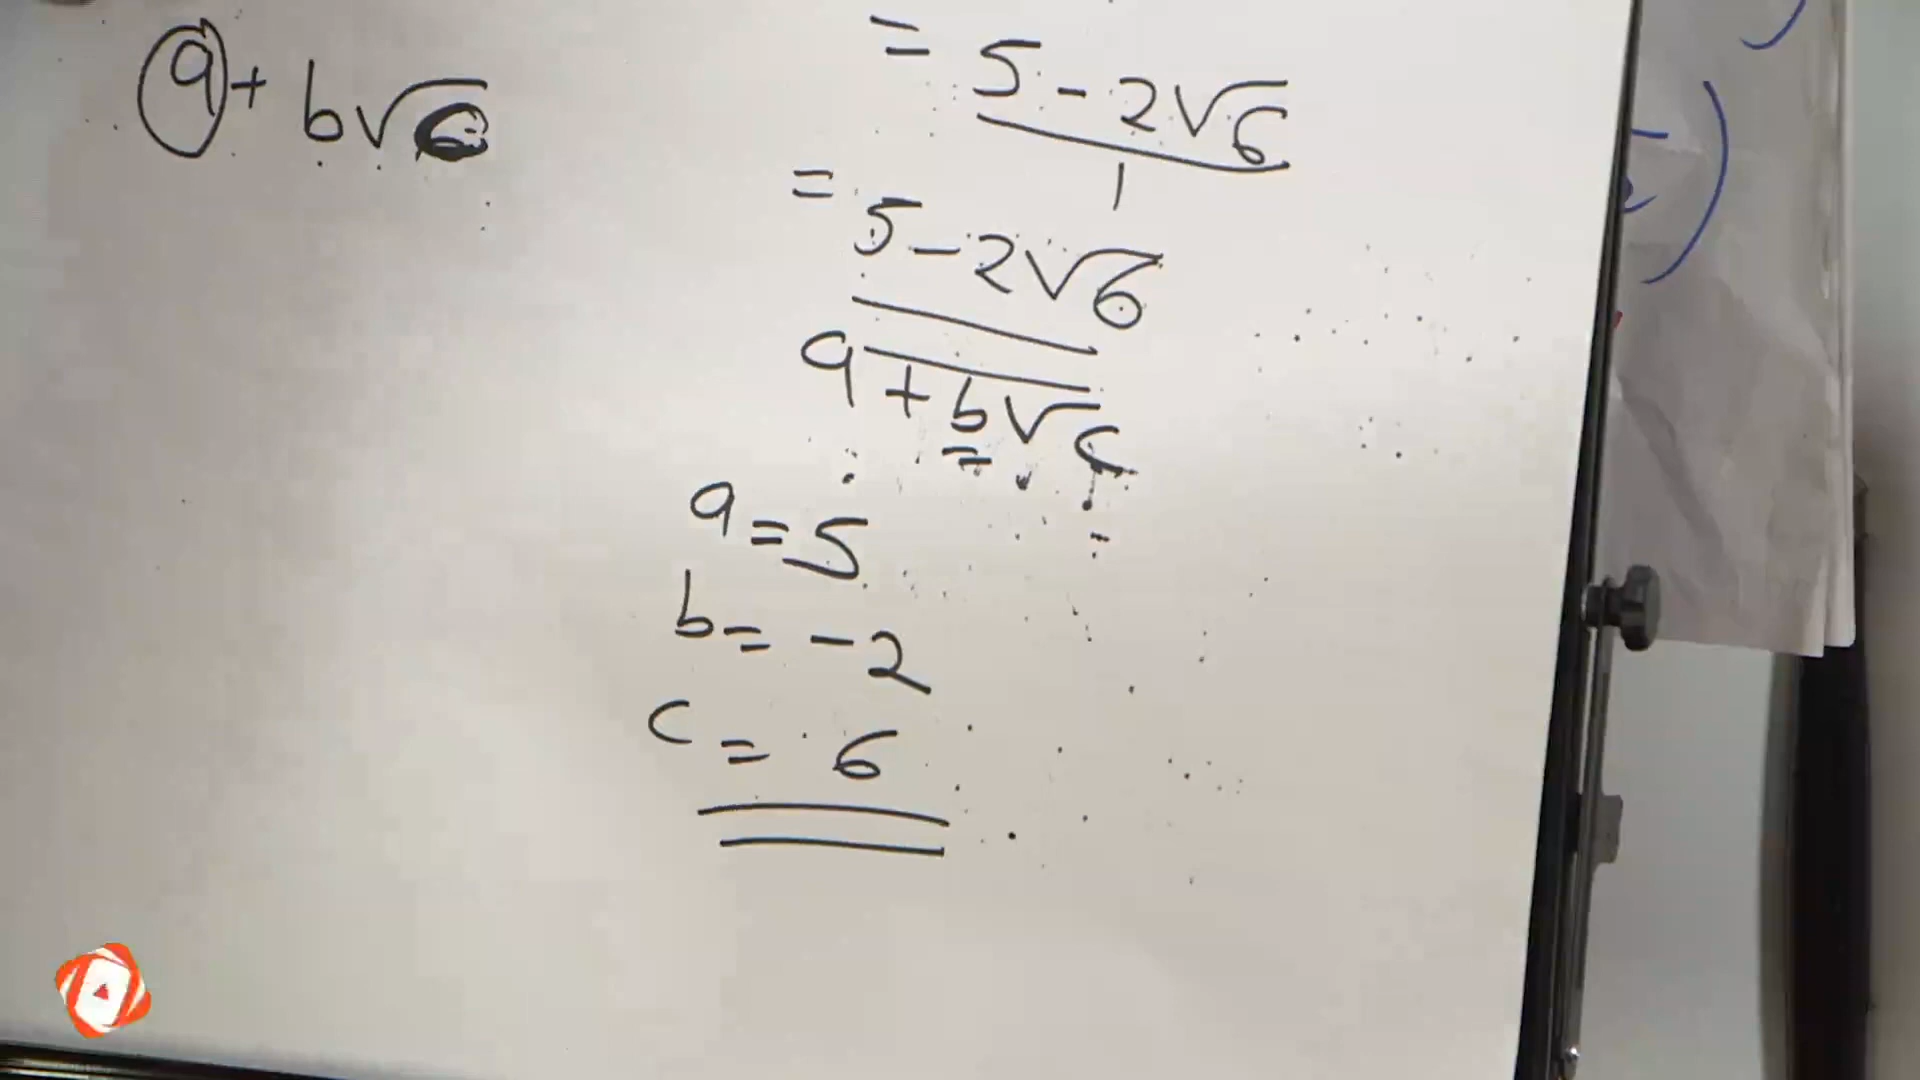 a + b√c
= 5 - 2√6
1
= 5 - 2√6
a + b√c
a = 5
b = -2
c = 6